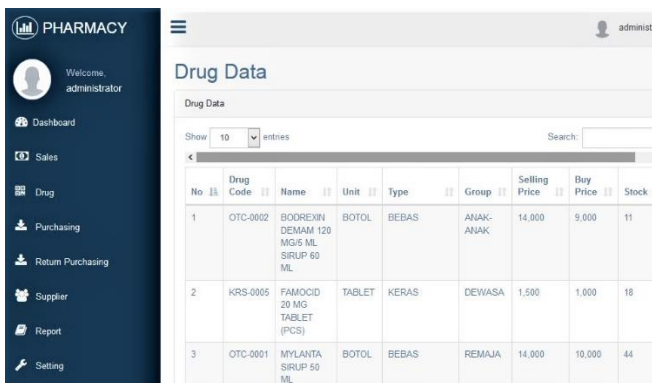 PHARMACY
Welcome,
administrator
Dashboard
Sales
Drug
Purchasing
Return Purchasing
Supplier
Report
Setting
administ
Drug Data
Drug Data
Show 10 entries Search:
No Drug Code Name Unit Type Group Selling Price Buy Price Stock
1 OTC-0002 BODREXIN BOTOL BEBAS ANAK- 14,000 9,000 11
DEMAM 120 ANAK
MG/5 ML
SIRUP 60
ML
2 KRS-0005 FAMOCID TABLET KERAS DEWASA 1,500 1,000 18
20 MG
TABLET
(PCS)
3 OTC-0001 MYLANTA BOTOL BEBAS REMAJA 14,000 10,000 44
SIRUP 50
ML